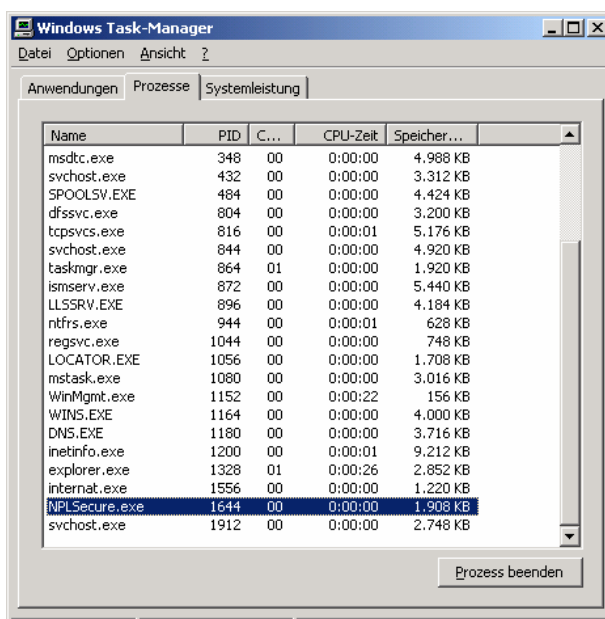 Windows Task-Manager
Datei Optionen Ansicht ?
Anwendungen Prozesse Systemleistung
Name PID C... CPU-Zeit Speicher...
msdtc.exe 348 00 0:00:00 4.988 KB
svchost.exe 432 00 0:00:00 3.312 KB
SPOOLSV.EXE 484 00 0:00:00 4.424 KB
dfssvc.exe 804 00 0:00:00 3.200 KB
tcpsvcs.exe 816 00 0:00:01 5.176 KB
svchost.exe 844 00 0:00:00 4.920 KB
taskmgr.exe 864 01 0:00:00 1.920 KB
ismserv.exe 872 00 0:00:00 5.440 KB
LLSSRV.EXE 896 00 0:00:00 4.184 KB
ntfrs.exe 944 00 0:00:01 628 KB
regsvc.exe 1044 00 0:00:00 748 KB
LOCATOR.EXE 1056 00 0:00:00 1.708 KB
mstask.exe 1080 00 0:00:00 3.016 KB
WinMgmt.exe 1152 00 0:00:22 156 KB
WINS.EXE 1164 00 0:00:00 4.000 KB
DNS.EXE 1180 00 0:00:00 3.716 KB
inetinfo.exe 1200 00 0:00:01 9.212 KB
explorer.exe 1328 01 0:00:26 2.852 KB
internat.exe 1556 00 0:00:00 1.220 KB
NPLSecure.exe 1644 00 0:00:00 1.908 KB
svchost.exe 1912 00 0:00:00 2.748 KB
Prozess beenden